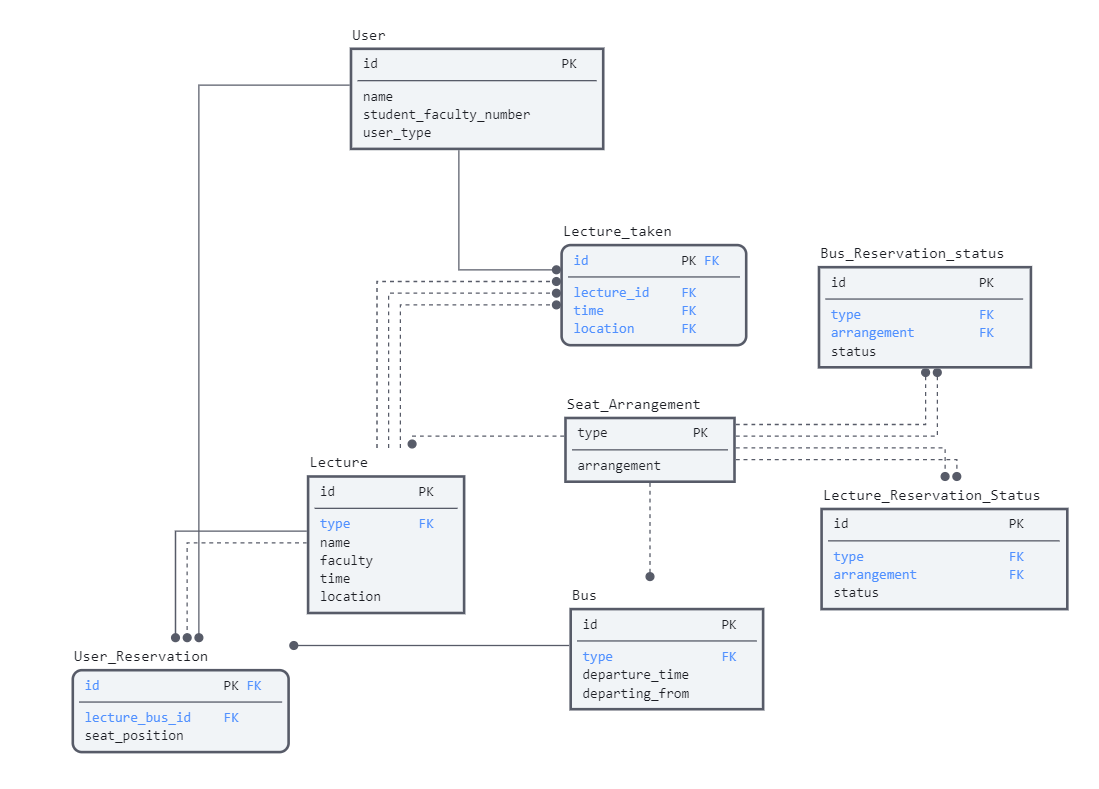 User
id PK
name
student_faculty_number
user_type
Lecture_taken
id PK FK
lecture_id FK
time FK
location FK
Bus_Reservation_status
id PK
type FK
arrangement FK
status
Seat_Arrangement
type PK
arrangement
Lecture
id PK
type FK
name
faculty
time
location
Lecture_Reservation_Status
id PK
type FK
arrangement FK
status
Bus
id PK
type FK
departure_time
departing_from
User_Reservation
id PK FK
lecture_bus_id FK
seat_position